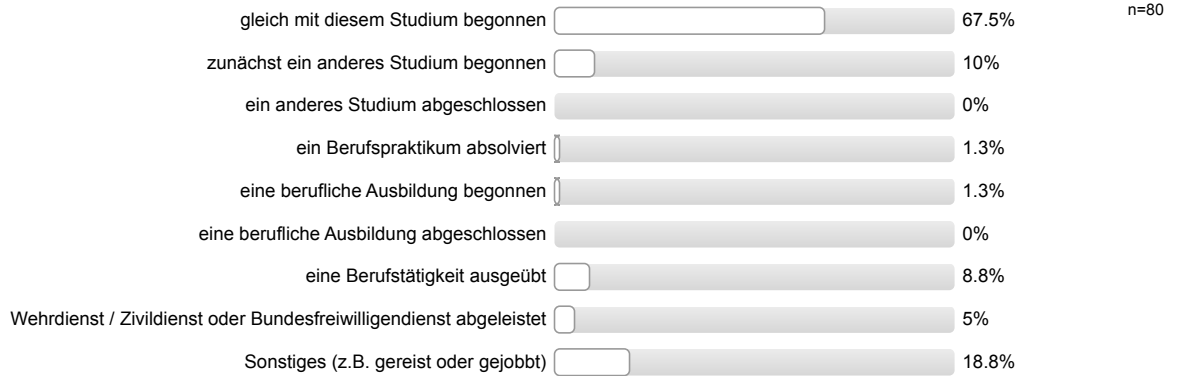 gleich mit diesem Studium begonnen 67.5% n=80
zunächst ein anderes Studium begonnen 10%
ein anderes Studium abgeschlossen 0%
ein Berufspraktikum absolviert 1.3%
eine berufliche Ausbildung begonnen 1.3%
eine berufliche Ausbildung abgeschlossen 0%
eine Berufstätigkeit ausgeübt 8.8%
Wehrdienst / Zivildienst oder Bundesfreiwilligendienst abgeleistet 5%
Sonstiges (z.B. gereist oder gejobbt) 18.8%